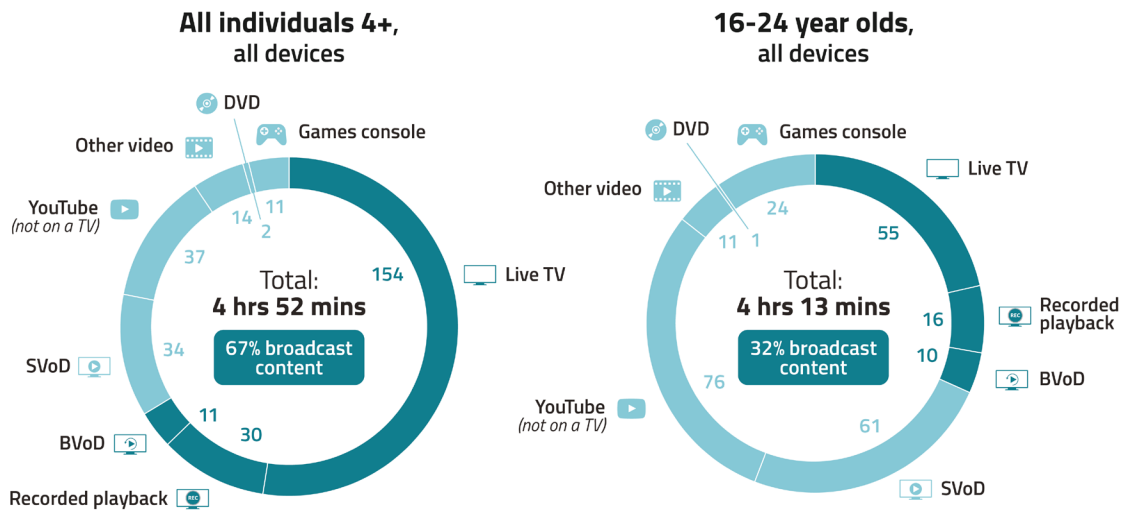 All individuals 4+,
all devices
DVD
Games console
Other video
YouTube
(not on a TV)
14
11
2
37
154
Live TV
Total:
4 hrs 52 mins
67% broadcast
content
SVoD
34
11
30
BVoD
Recorded playback
REC
16-24 year olds,
all devices
DVD
Games console
Live TV
Other video
24
11
1
55
Total:
4 hrs 13 mins
32% broadcast
content
16
REC
Recorded
playback
10
BVoD
76
YouTube
(not on a TV)
61
SVoD